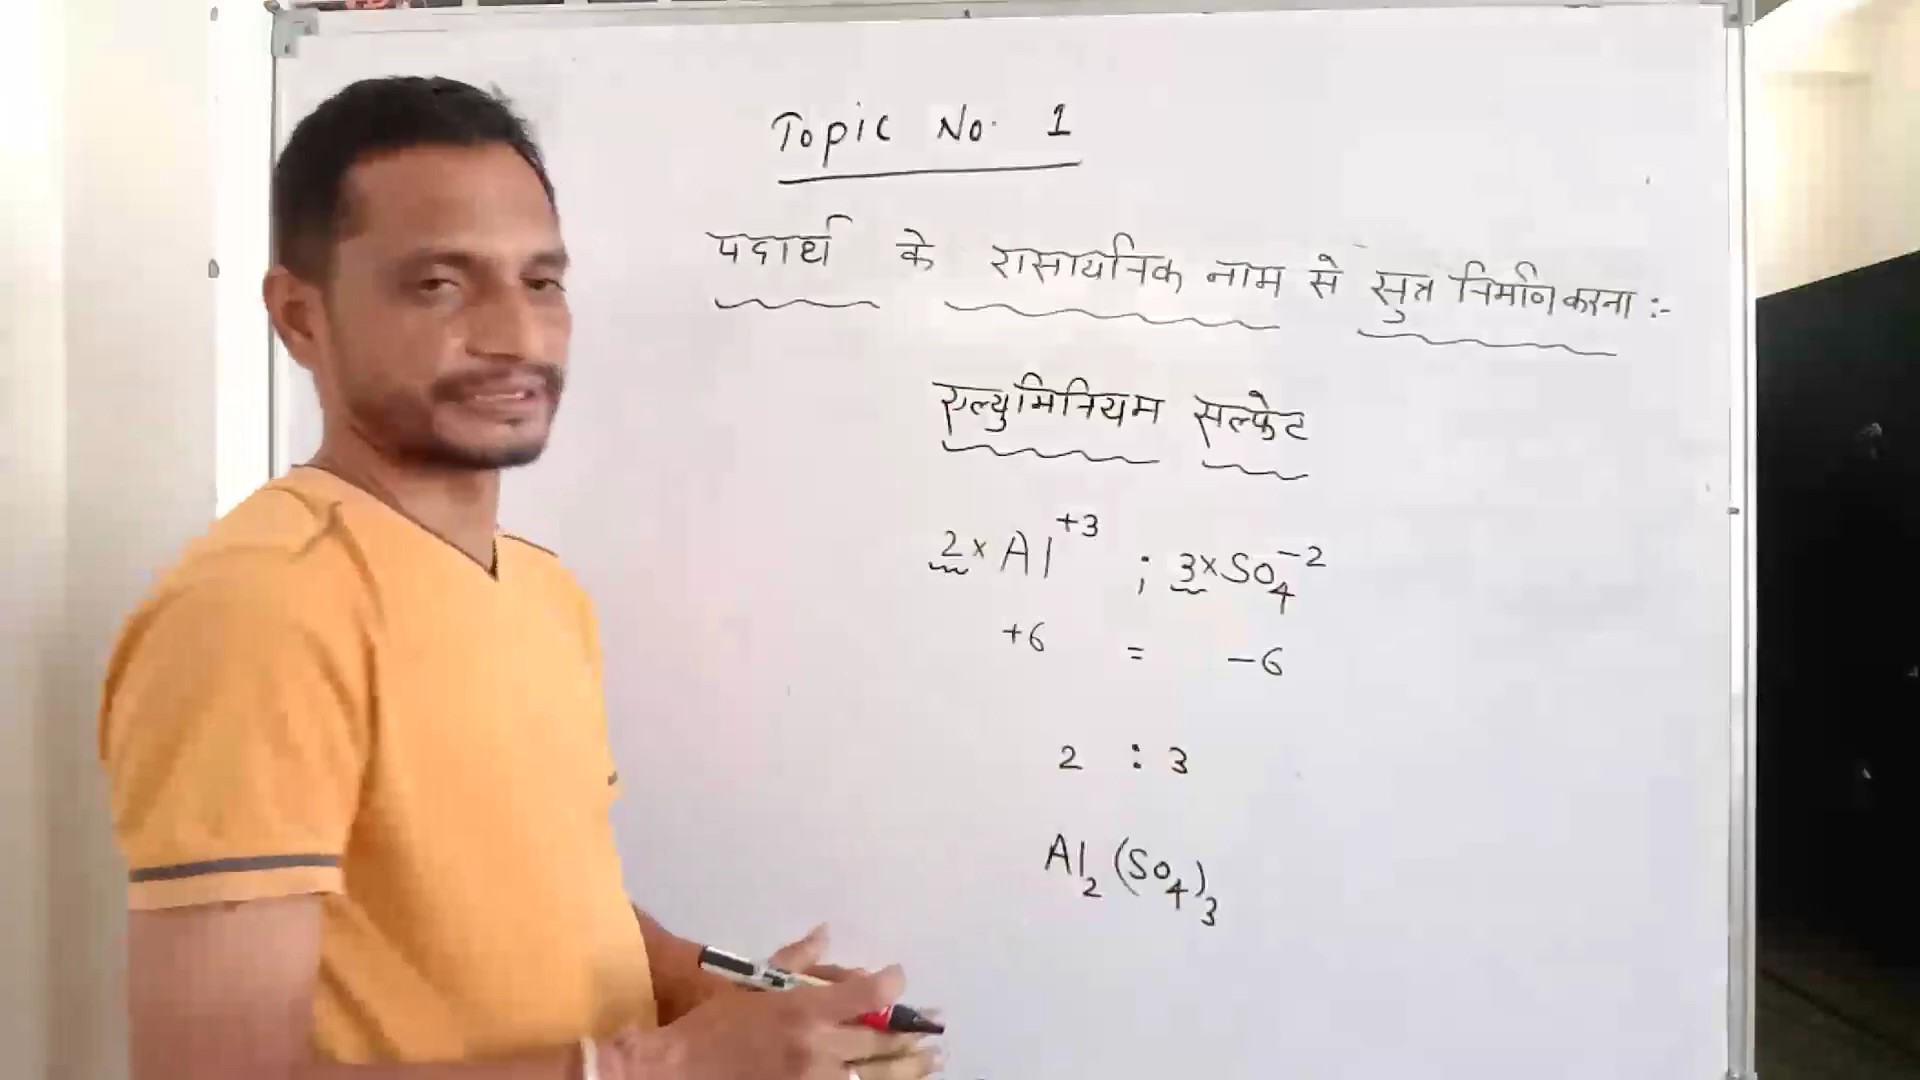 Topic No. 1
पदार्थ के रासायनिक नाम से सुत्र निर्माण करना :-
एल्युमिनियम सल्फेट
2 × Al⁺³ ; 3 × SO₄⁻²
+6 = -6
2 : 3
Al₂(SO₄)₃